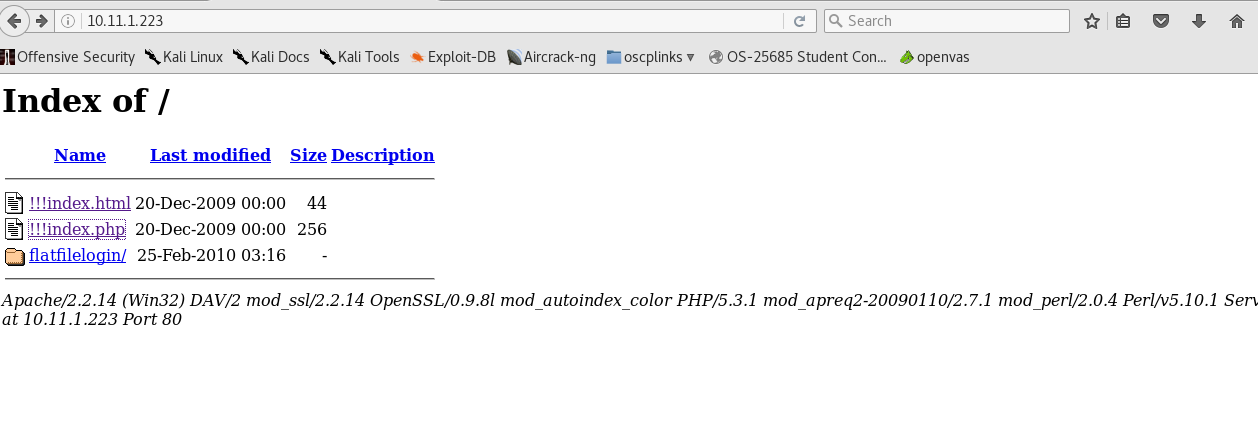 10.11.1.223
Search
Offensive Security Kali Linux Kali Docs Kali Tools Exploit-DB Aircrack-ng oscplinks OS-25685 Student Con... openvas
Index of /
Name Last modified Size Description
!!!index.html 20-Dec-2009 00:00 44
!!!index.php 20-Dec-2009 00:00 256
flatfilelogin/ 25-Feb-2010 03:16 -
Apache/2.2.14 (Win32) DAV/2 mod_ssl/2.2.14 OpenSSL/0.9.8l mod_autoindex_color PHP/5.3.1 mod_apreq2-20090110/2.7.1 mod_perl/2.0.4 Perl/v5.10.1 Serv
at 10.11.1.223 Port 80